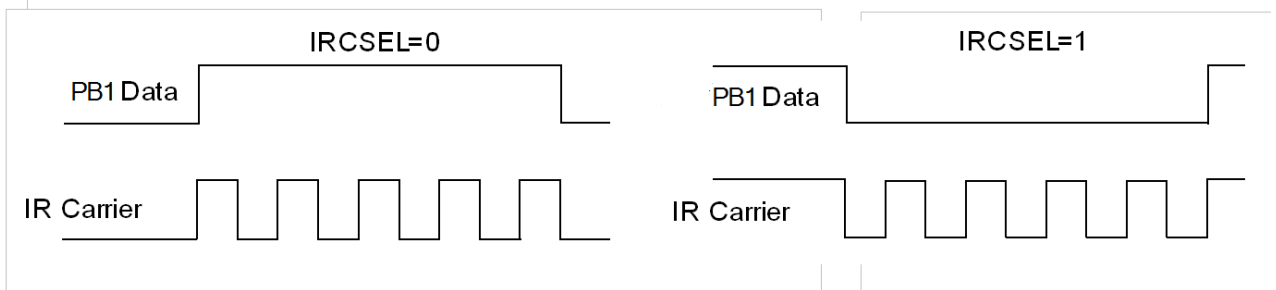 IRCSEL=0
PB1 Data
IR Carrier
IRCSEL=1
PB1 Data
IR Carrier